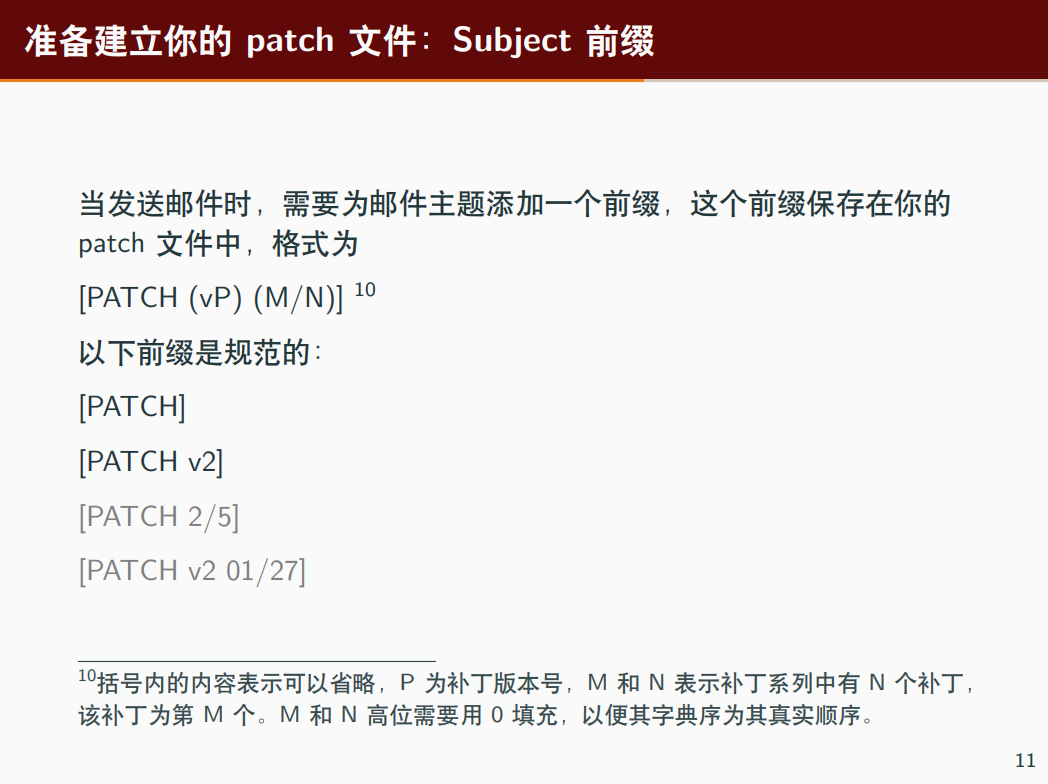 准备建立你的 patch 文件：Subject 前缀
当发送邮件时，需要为邮件主题添加一个前缀，这个前缀保存在你的
patch 文件中，格式为
[PATCH (vP) (M/N)] 10
以下前缀是规范的：
[PATCH]
[PATCH v2]
[PATCH 2/5]
[PATCH v2 01/27]
10括号内的内容表示可以省略，P 为补丁版本号，M 和 N 表示补丁系列中有 N 个补丁，
该补丁为第 M 个。M 和 N 高位需要用 0 填充，以便其字典序为其真实顺序。
11